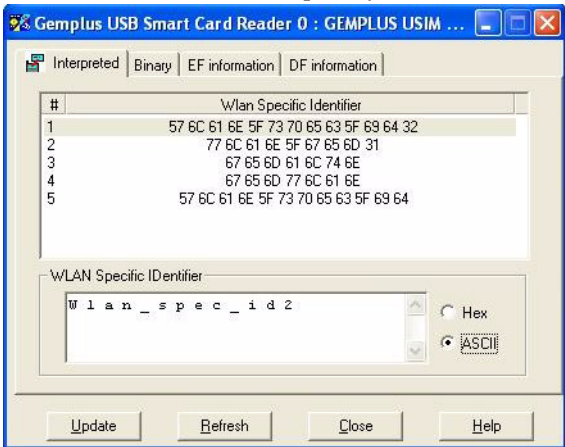 Gemplus USB Smart Card Reader 0 : GEMPLUS USIM ...
Interpreted Binary EF information DF information
# Wlan Specific Identifier
1 57 6C 61 6E 5F 73 70 65 63 5F 69 64 32
2 77 6C 61 6E 5F 67 65 6D 31
3 67 65 6D 61 6C 74 6E
4 67 65 6D 77 6C 61 6E
5 57 6C 61 6E 5F 73 70 65 63 5F 69 64
WLAN Specific IDentifier
W l a n _ s p e c _ i d 2
Hex
ASCII
Update Refresh Close Help